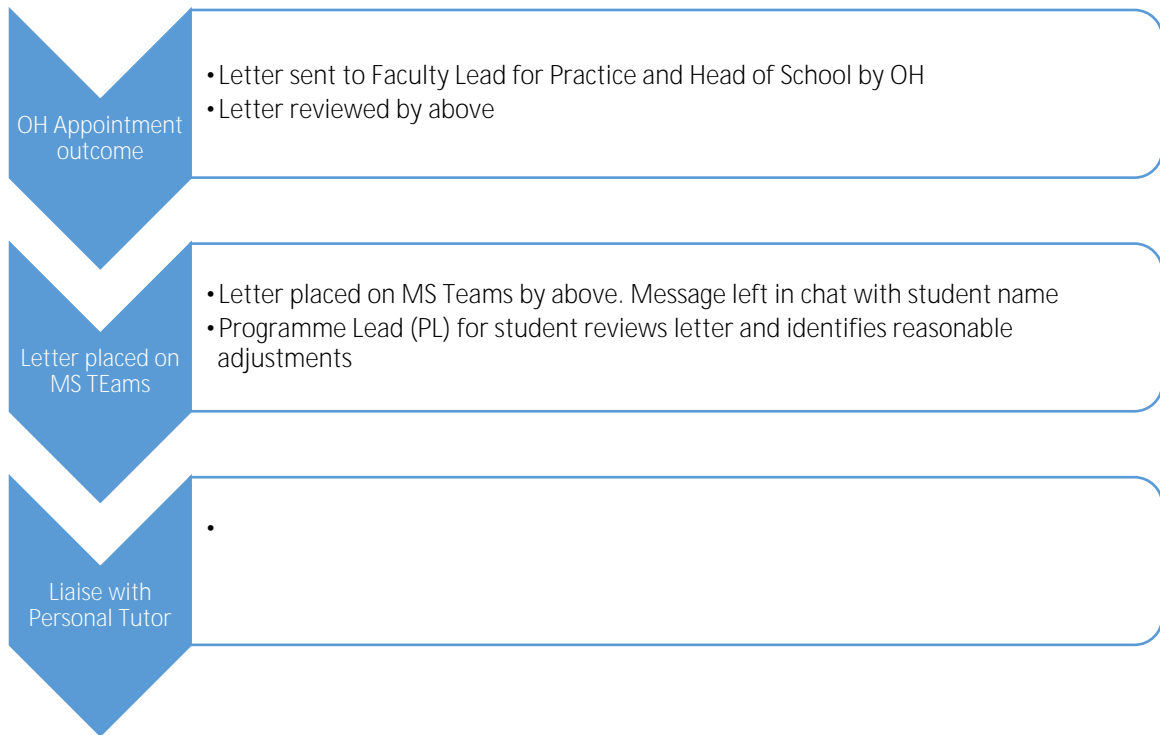 OH Appointment
outcome
•Letter sent to Faculty Lead for Practice and Head of School by OH
•Letter reviewed by above
Letter placed on
MS TEams
•Letter placed on MS Teams by above. Message left in chat with student name
•Programme Lead (PL) for student reviews letter and identifies reasonable
adjustments
Liaise with
Personal Tutor
•